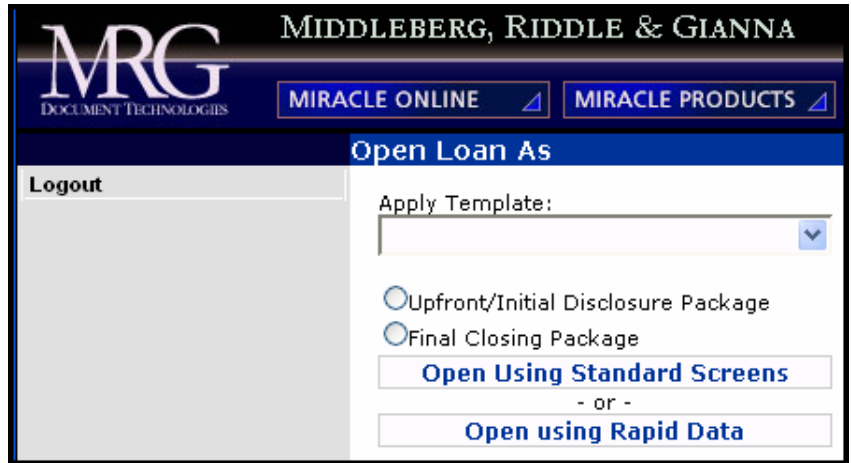 MIDDLEBERG, RIDDLE & GIANNA
MRG
DOCUMENT TECHNOLOGIES
MIRACLE ONLINE
MIRACLE PRODUCTS
Open Loan As
Logout
Apply Template:
Upfront/Initial Disclosure Package
Final Closing Package
Open Using Standard Screens
- or -
Open using Rapid Data